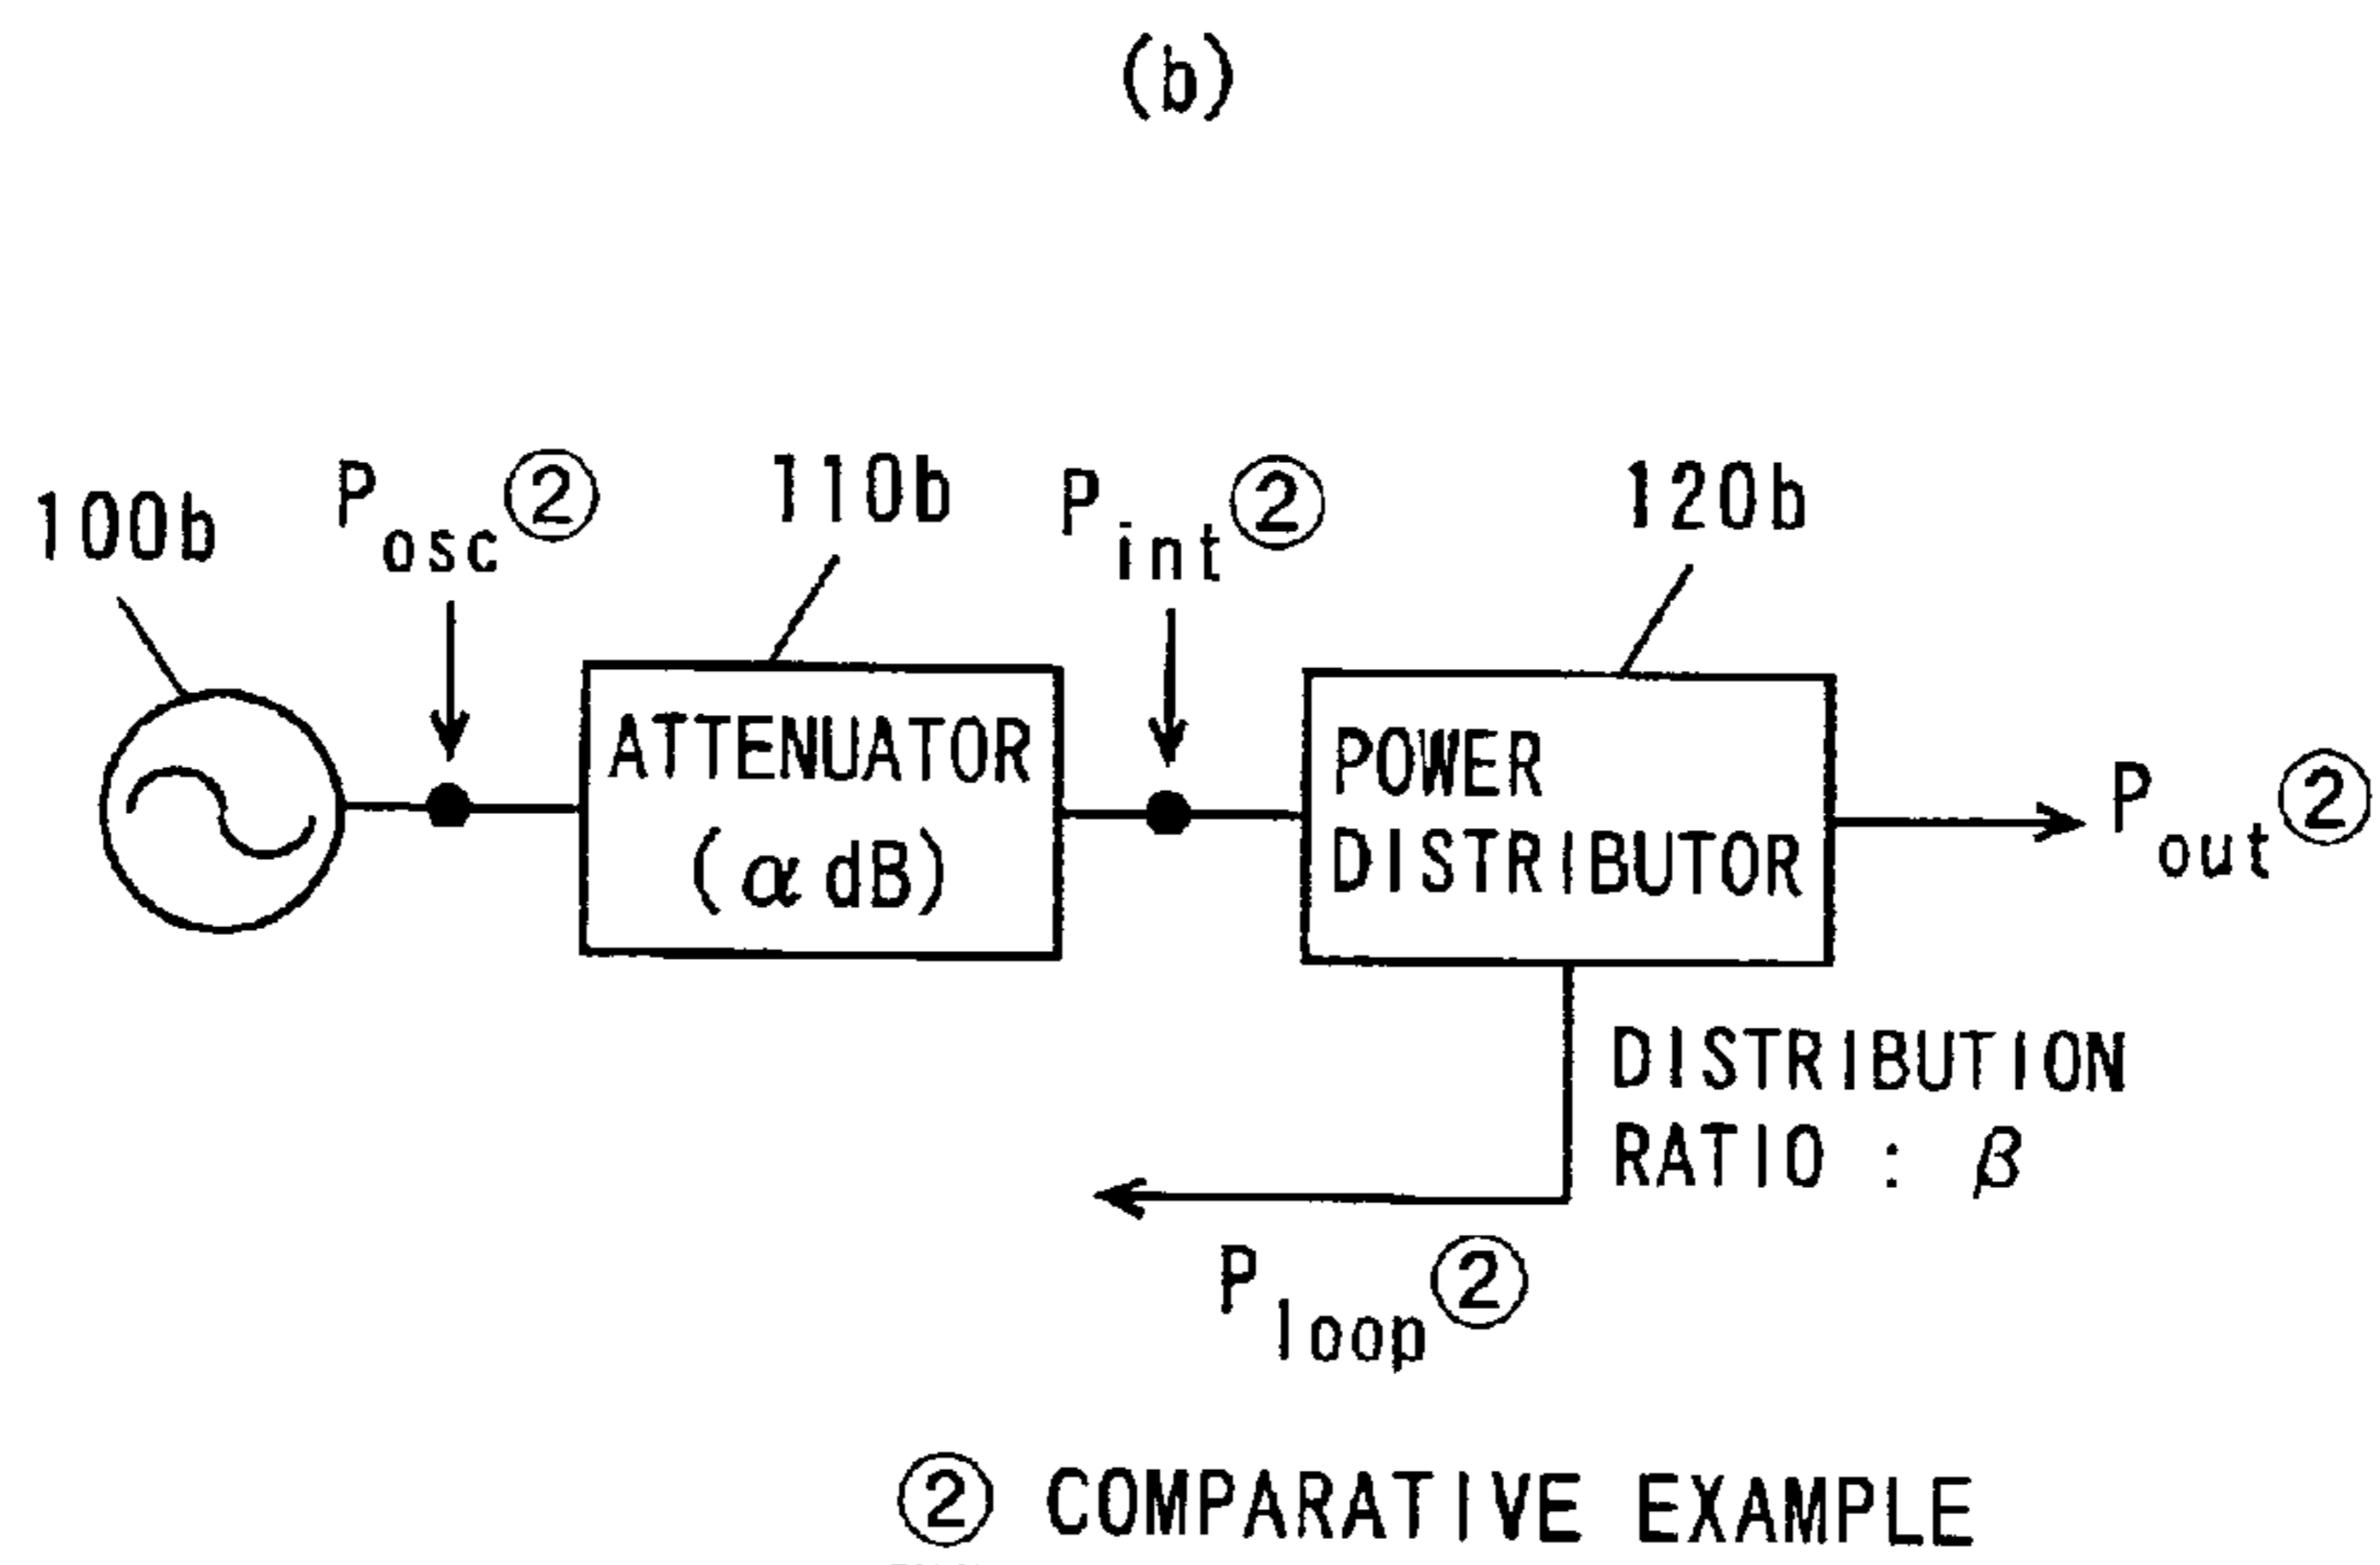 (b)
100b
Posc②
110b
Pint②
120b
ATTENUATOR
(α dB)
POWER
DISTRIBUTOR
Pout②
DISTRIBUTION
RATIO : β
Ploop②
② COMPARATIVE EXAMPLE